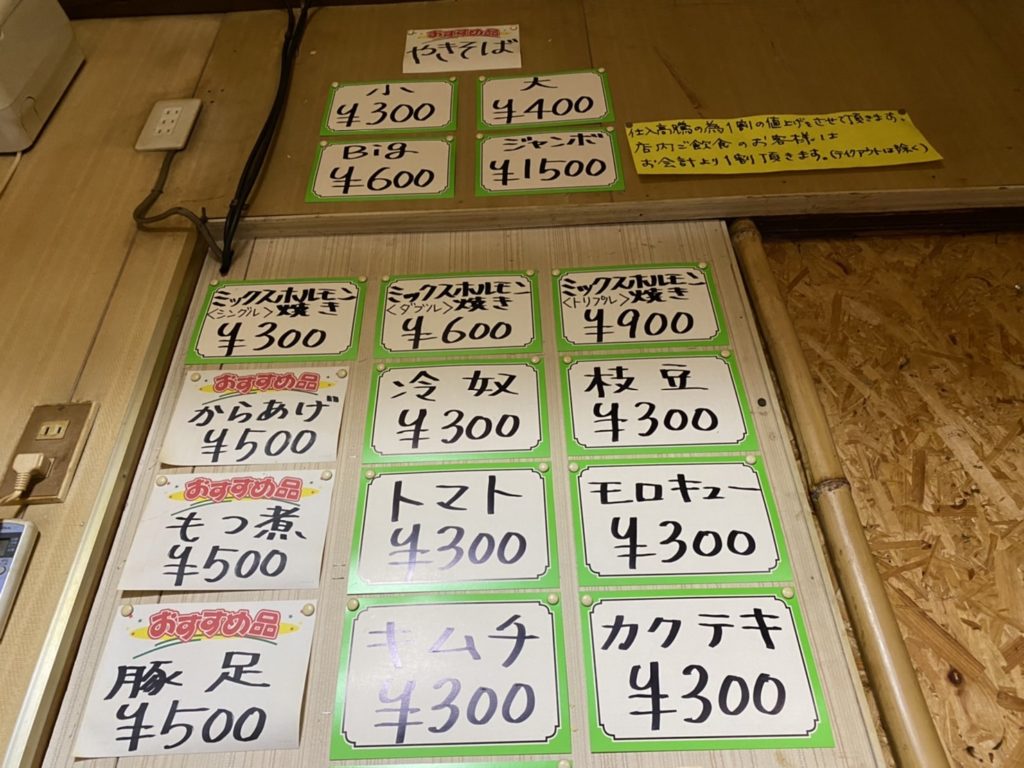 おすすめ品
やきそば
小
¥300
大
¥400
Big
¥600
ジャンボ
¥1500
仕入高騰の為1割の値上げをさせて頂きます。
店内ご飲食のお客様は
お会計より1割頂きます。(テイクアウトは除く)
ミックスホルモン
<シングル>焼き
¥300
ミックスホルモン
<ダブル>焼き
¥600
ミックスホルモン
<トリプル>焼き
¥900
おすすめ品
からあげ
¥500
冷奴
¥300
枝豆
¥300
おすすめ品
もつ煮
¥500
トマト
¥300
モロキュー
¥300
おすすめ品
豚足
¥500
キムチ
¥300
カクテキ
¥300